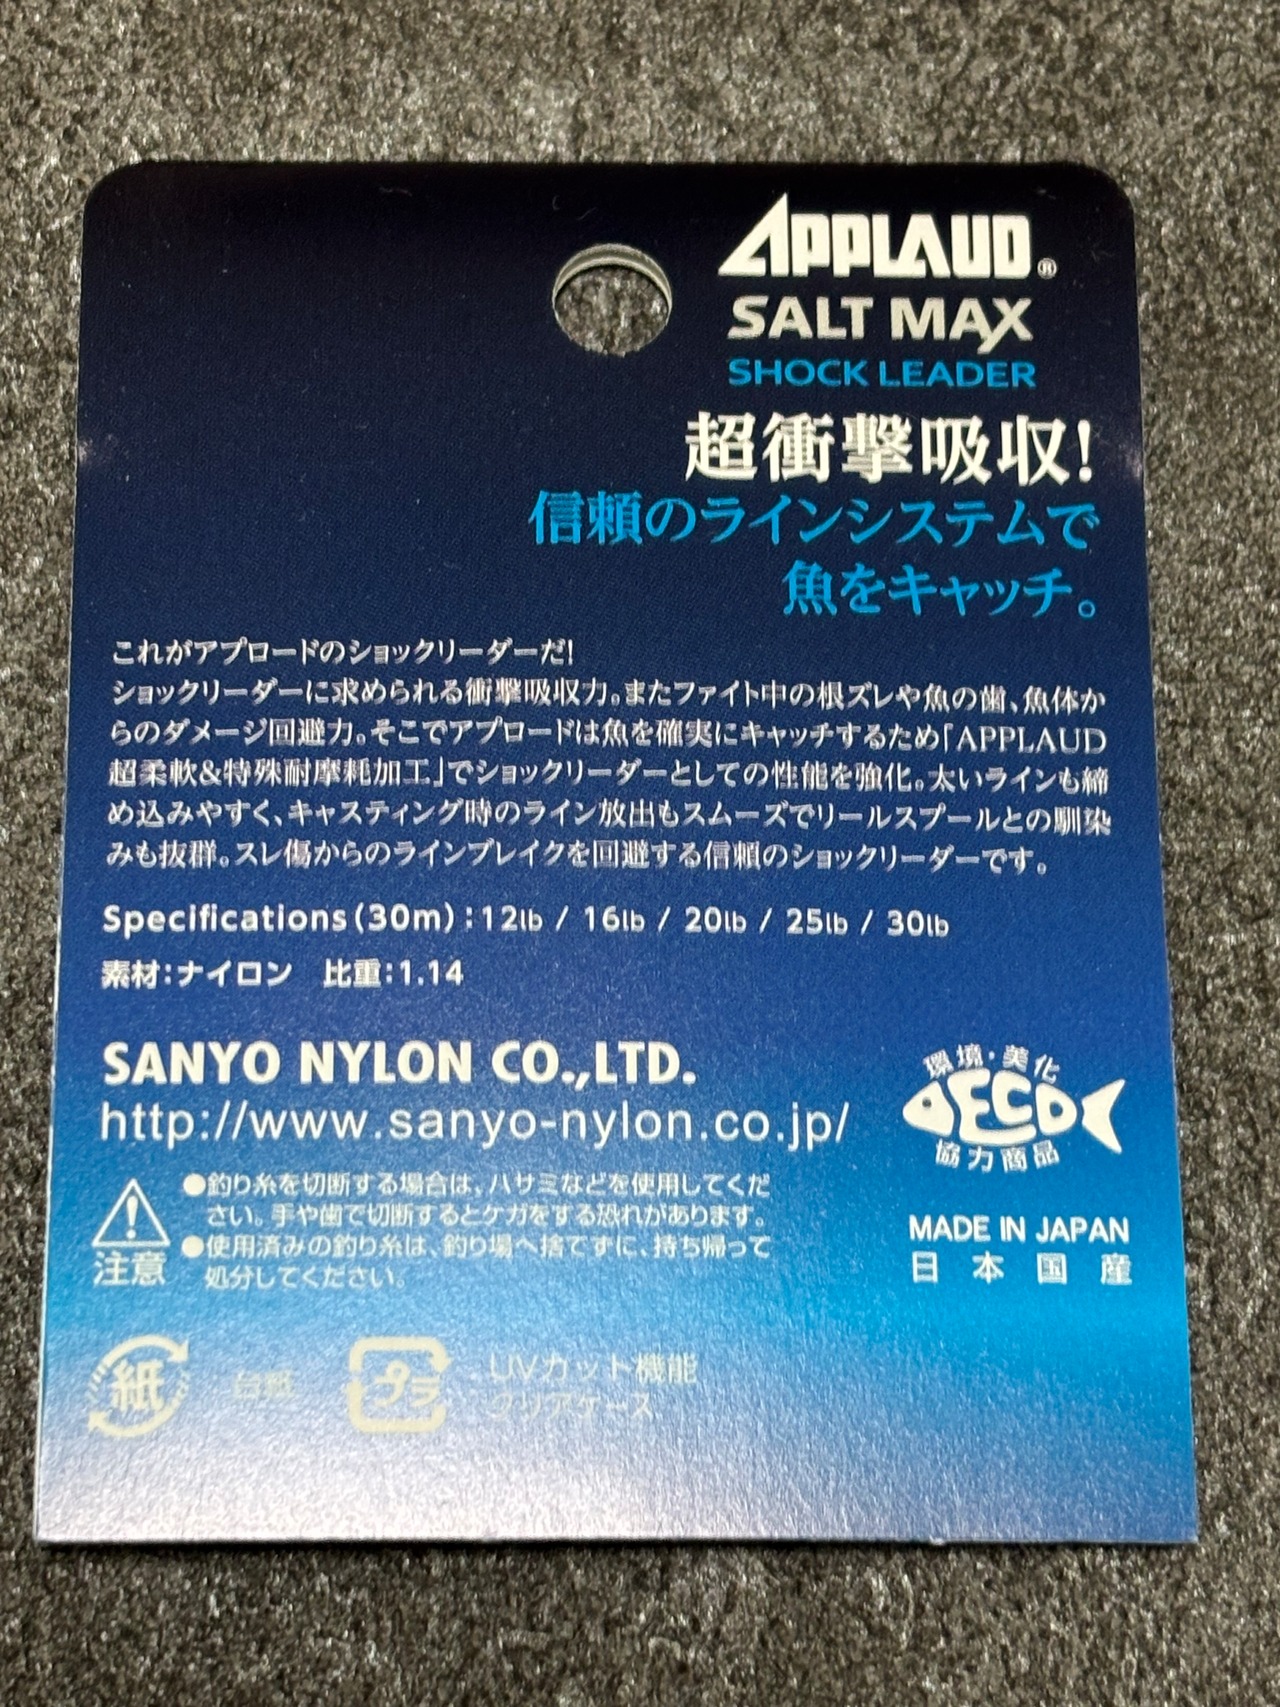 APPLAUD®
SALT MAX
SHOCK LEADER
超衝撃吸収!
信頼のラインシステムで
魚をキャッチ。
これがアプロードのショックリーダーだ!
ショックリーダーに求められる衝撃吸収力。またファイト中の根ズレや魚の歯、魚体か
らのダメージ回避力。そこでアプロードは魚を確実にキャッチするため「APPLAUD
超柔軟&特殊耐摩耗加工」でショックリーダーとしての性能を強化。太いラインも締
め込みやすく、キャスティング時のライン放出もスムーズでリールスプールとの馴染
みも抜群。スレ傷からのラインブレイクを回避する信頼のショックリーダーです。
Specifications(30m):12lb / 16lb / 20lb / 25lb / 30lb
素材:ナイロン 比重:1.14
SANYO NYLON CO.,LTD.
http://www.sanyo-nylon.co.jp/
環境・美化
ECO
協力商品
注意
●釣り糸を切断する場合は、ハサミなどを使用してくだ
さい。手や歯で切断するとケガをする恐れがあります。
●使用済みの釣り糸は、釣り場へ捨てずに、持ち帰って
処分してください。
MADE IN JAPAN
日本国産
紙 台紙 プラ UVカット機能
クリアケース